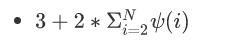 • 3 + 2 * Σ_{i=2}^{N} ψ(i)